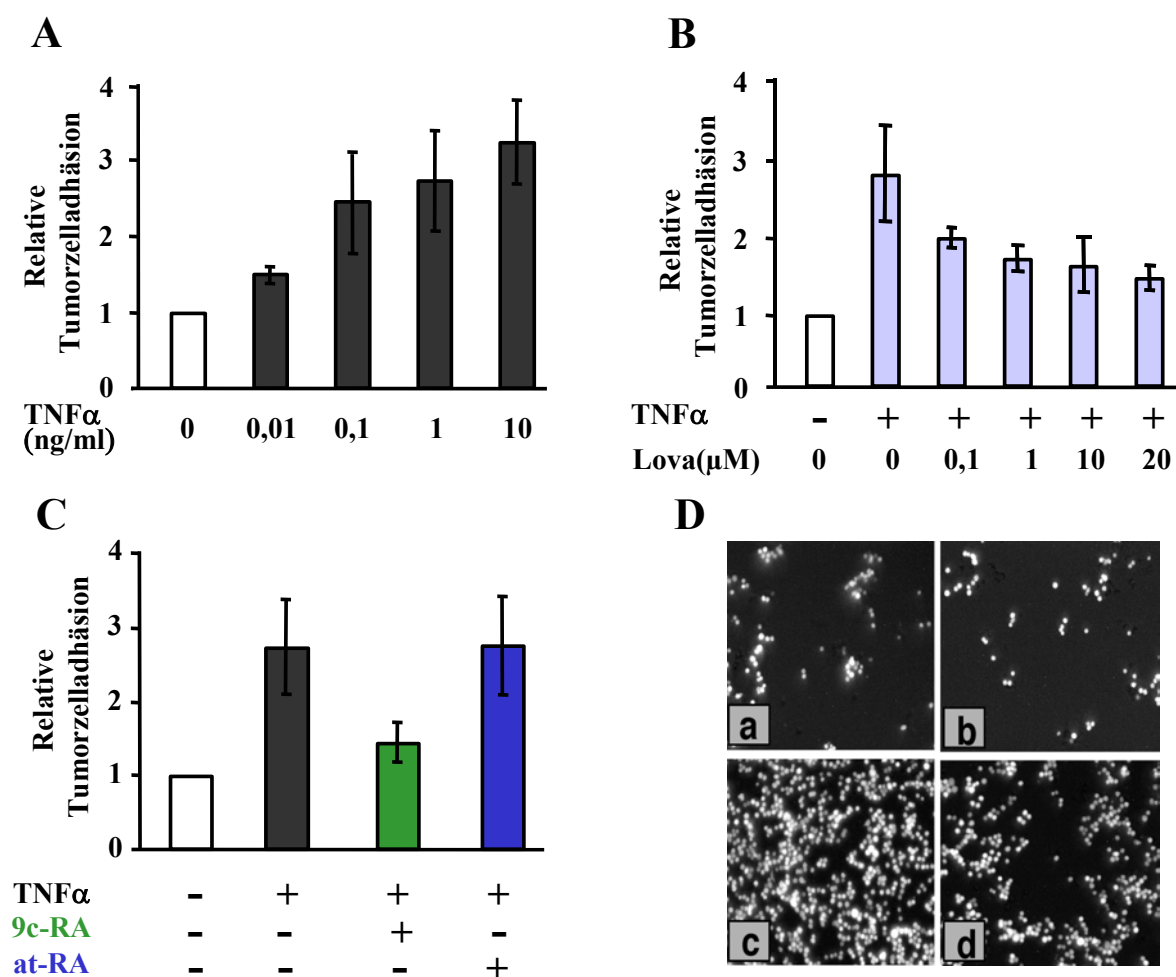 A
Relative
Tumorzelladhäsion
4
3
2
1
0
TNFα
(ng/ml)
0 0,01 0,1 1 10
B
Relative
Tumorzelladhäsion
4
3
2
1
0
TNFα - + + + + +
Lova(µM) 0 0 0,1 1 10 20
C
Relative
Tumorzelladhäsion
4
3
2
1
0
TNFα - + + +
9c-RA - - + -
at-RA - - - +
D
a
b
c
d